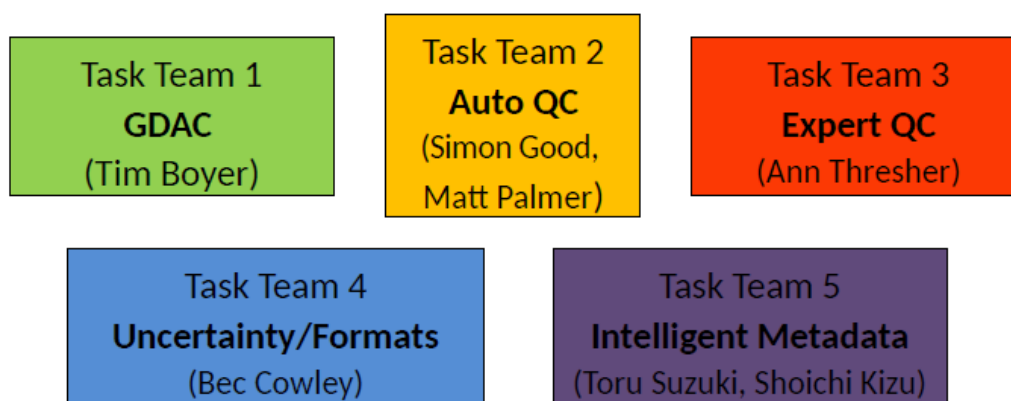 Task Team 1
GDAC
(Tim Boyer)
Task Team 2
Auto QC
(Simon Good,
Matt Palmer)
Task Team 3
Expert QC
(Ann Thresher)
Task Team 4
Uncertainty/Formats
(Bec Cowley)
Task Team 5
Intelligent Metadata
(Toru Suzuki, Shoichi Kizu)